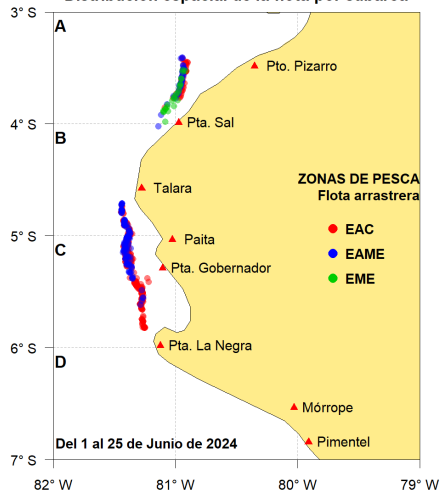 Distribución espacial de la flota por subárea
3° S
A
Pto. Pizarro
Pta. Sal
4° S
B
ZONAS DE PESCA
Flota arrastrera
Talara
EAC
Paita
5° S
EAME
C
Pta. Gobernador
EME
6° S
Pta. La Negra
D
Mórrope
Del 1 al 25 de Junio de 2024
Pimentel
7° S
82° W
81° W
80° W
79° W